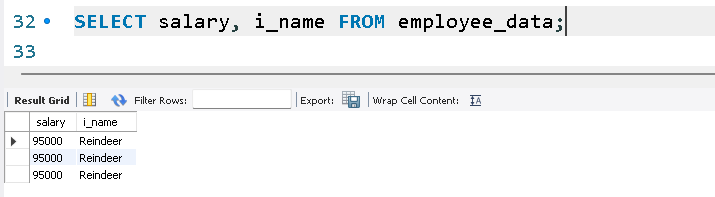 32 SELECT salary, i_name FROM employee_data;
33
Result Grid Filter Rows: Export: Wrap Cell Content: IA
salary i_name
95000 Reindeer
95000 Reindeer
95000 Reindeer